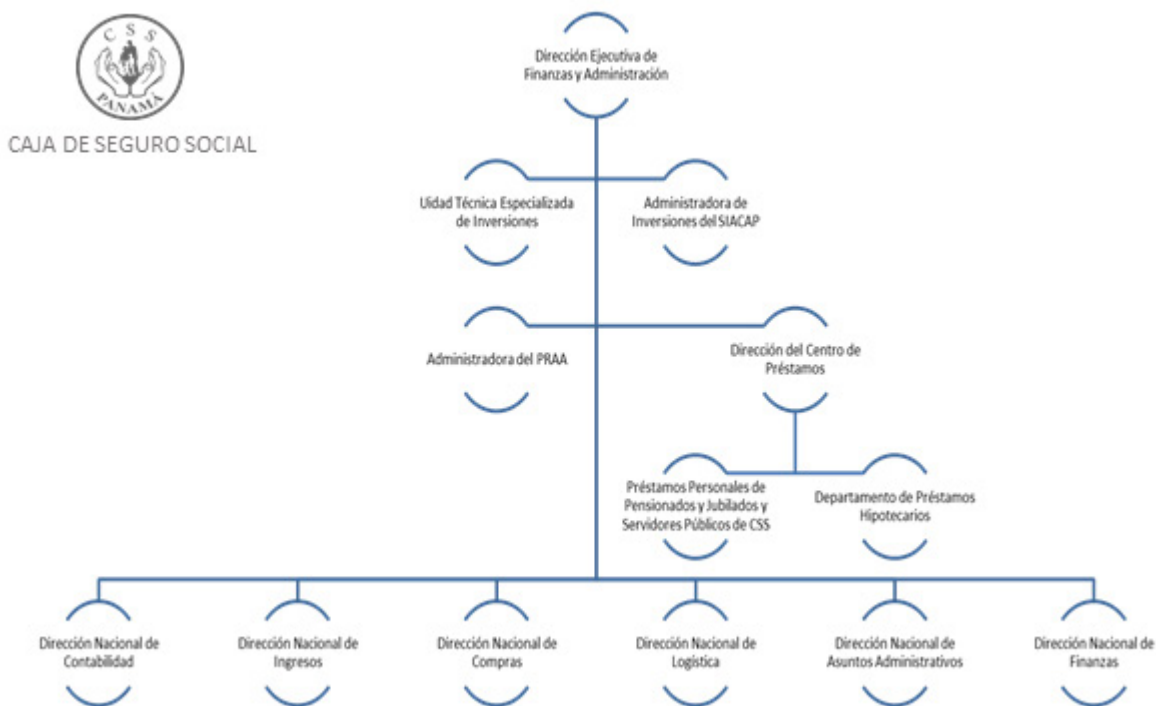 CSS
PANAMÁ
CAJA DE SEGURO SOCIAL
Dirección Ejecutiva de
Finanzas y Administración
Uidad Técnica Especializada
de Inversiones
Administradora de
Inversiones del SIACAP
Administradora del PRAA
Dirección del Centro de
Préstamos
Préstamos Personales de
Pensionados y Jubilados y
Servidores Públicos de CSS
Departamento de Préstamos
Hipotecarios
Dirección Nacional de
Contabilidad
Dirección Nacional de
Ingresos
Dirección Nacional de
Compras
Dirección Nacional de
Logística
Dirección Nacional de
Asuntos Administrativos
Dirección Nacional de
Finanzas